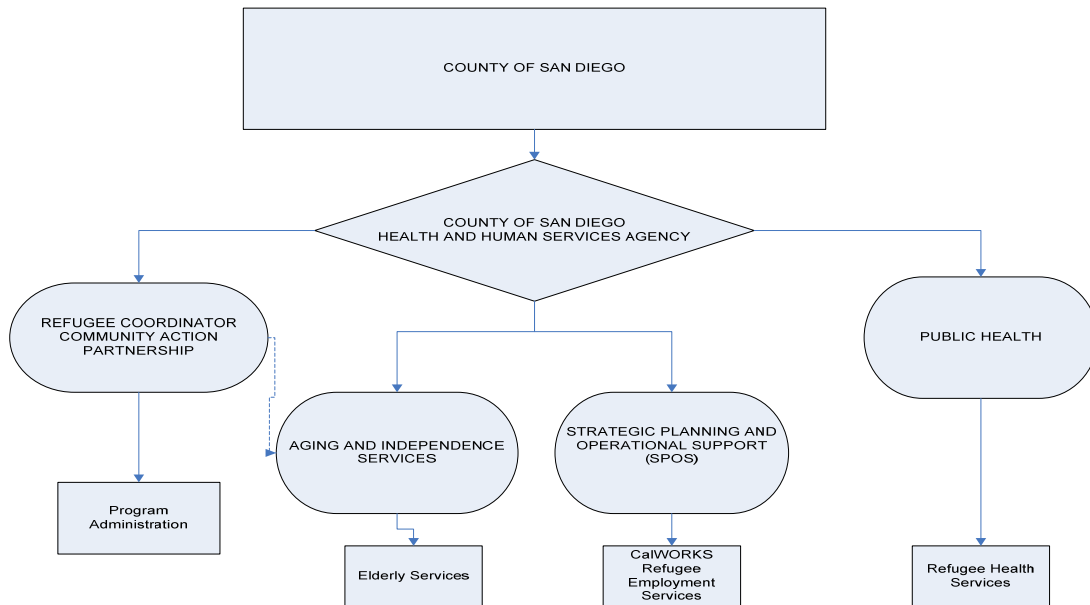 COUNTY OF SAN DIEGO
COUNTY OF SAN DIEGO
HEALTH AND HUMAN SERVICES AGENCY
REFUGEE COORDINATOR
COMMUNITY ACTION
PARTNERSHIP
PUBLIC HEALTH
AGING AND INDEPENDENCE
SERVICES
STRATEGIC PLANNING AND
OPERATIONAL SUPPORT
(SPOS)
Program
Administration
Elderly Services
CalWORKS
Refugee
Employment
Services
Refugee Health
Services